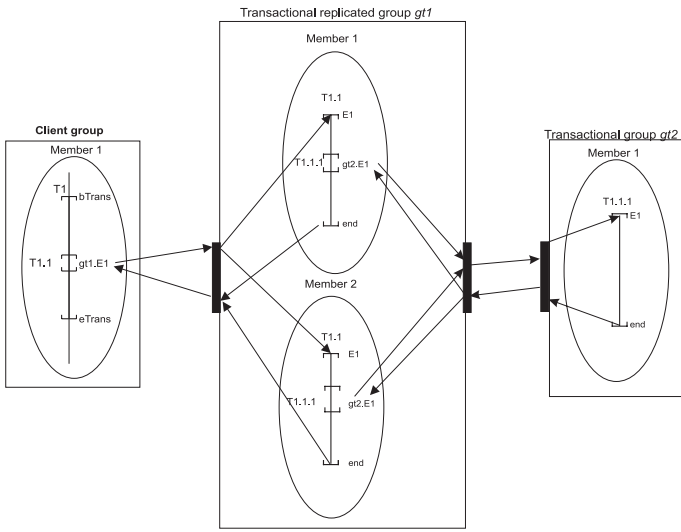 Transactional replicated group gt1
Member 1
T1.1
E1
T1.1.1
gt2.E1
end
Client group
Member 1
T1
bTrans
T1.1
gt1.E1
eTrans
Member 2
T1.1
E1
T1.1.1
gt2.E1
end
Transactional group gt2
Member 1
T1.1.1
E1
end